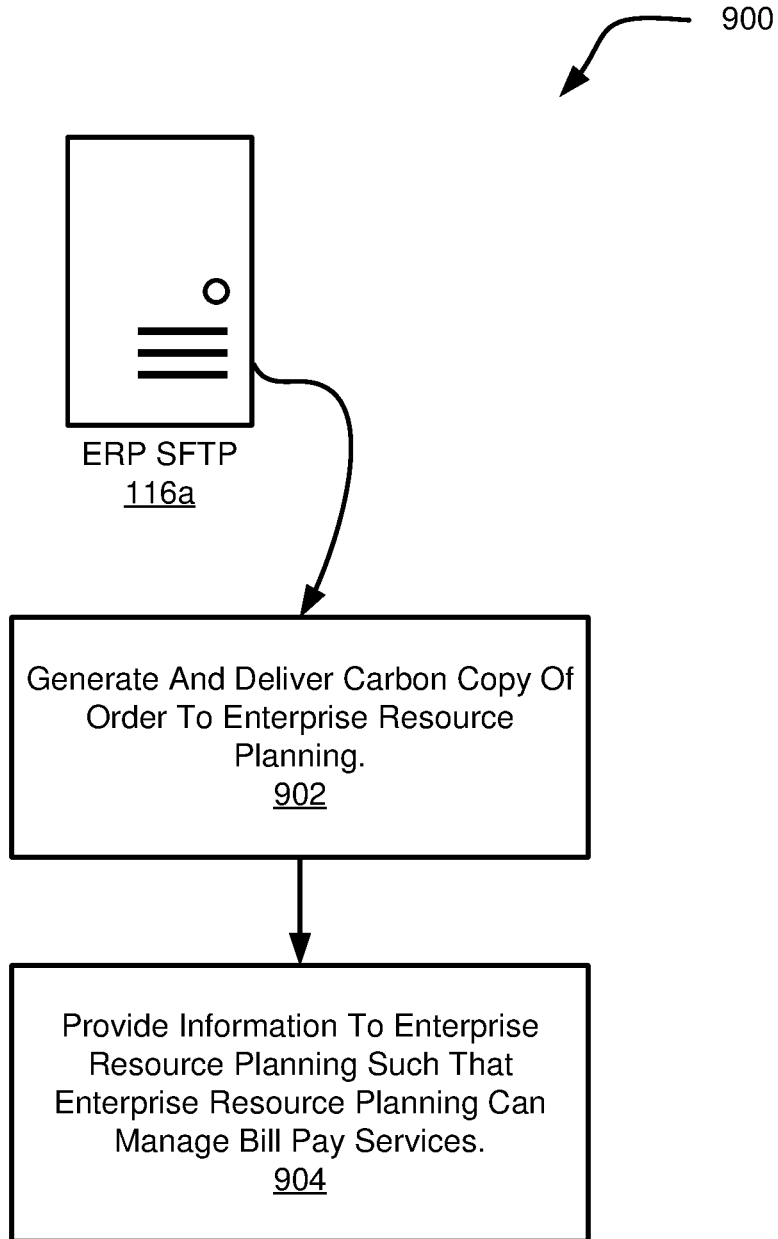 900
ERP SFTP
116a
Generate And Deliver Carbon Copy Of
Order To Enterprise Resource
Planning.
902
Provide Information To Enterprise
Resource Planning Such That
Enterprise Resource Planning Can
Manage Bill Pay Services.
904